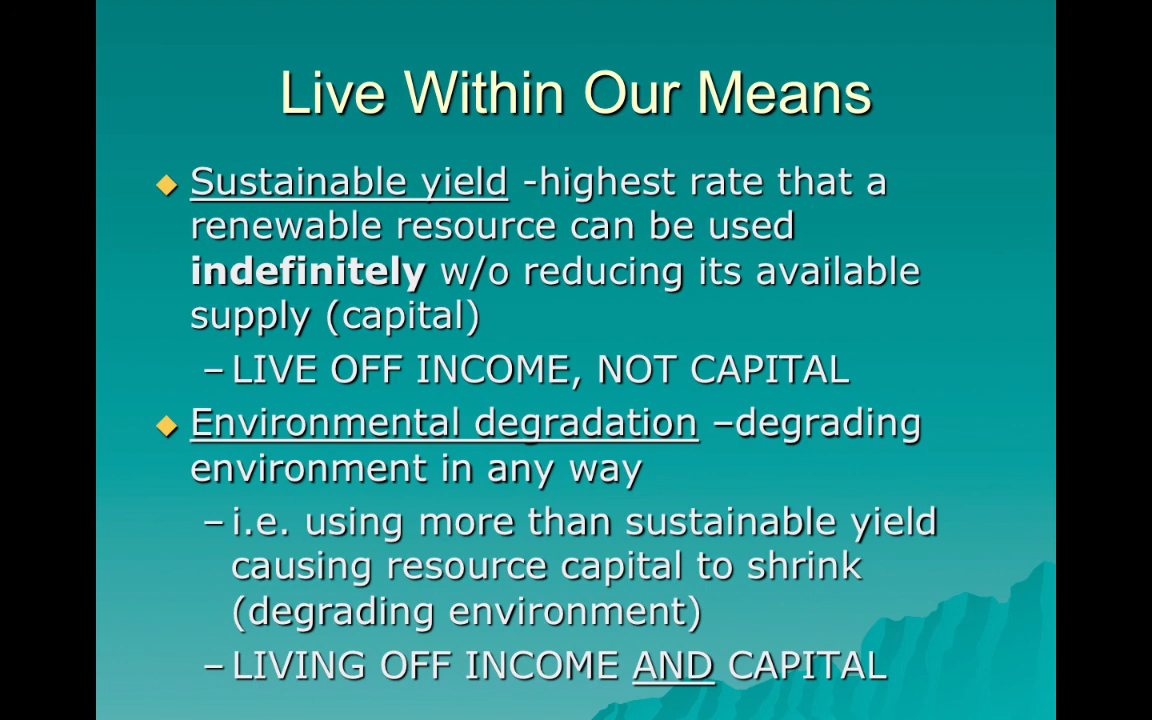 Live Within Our Means
Sustainable yield -highest rate that a
renewable resource can be used
indefinitely w/o reducing its available
supply (capital)
–LIVE OFF INCOME, NOT CAPITAL
Environmental degradation –degrading
environment in any way
–i.e. using more than sustainable yield
causing resource capital to shrink
(degrading environment)
–LIVING OFF INCOME AND CAPITAL